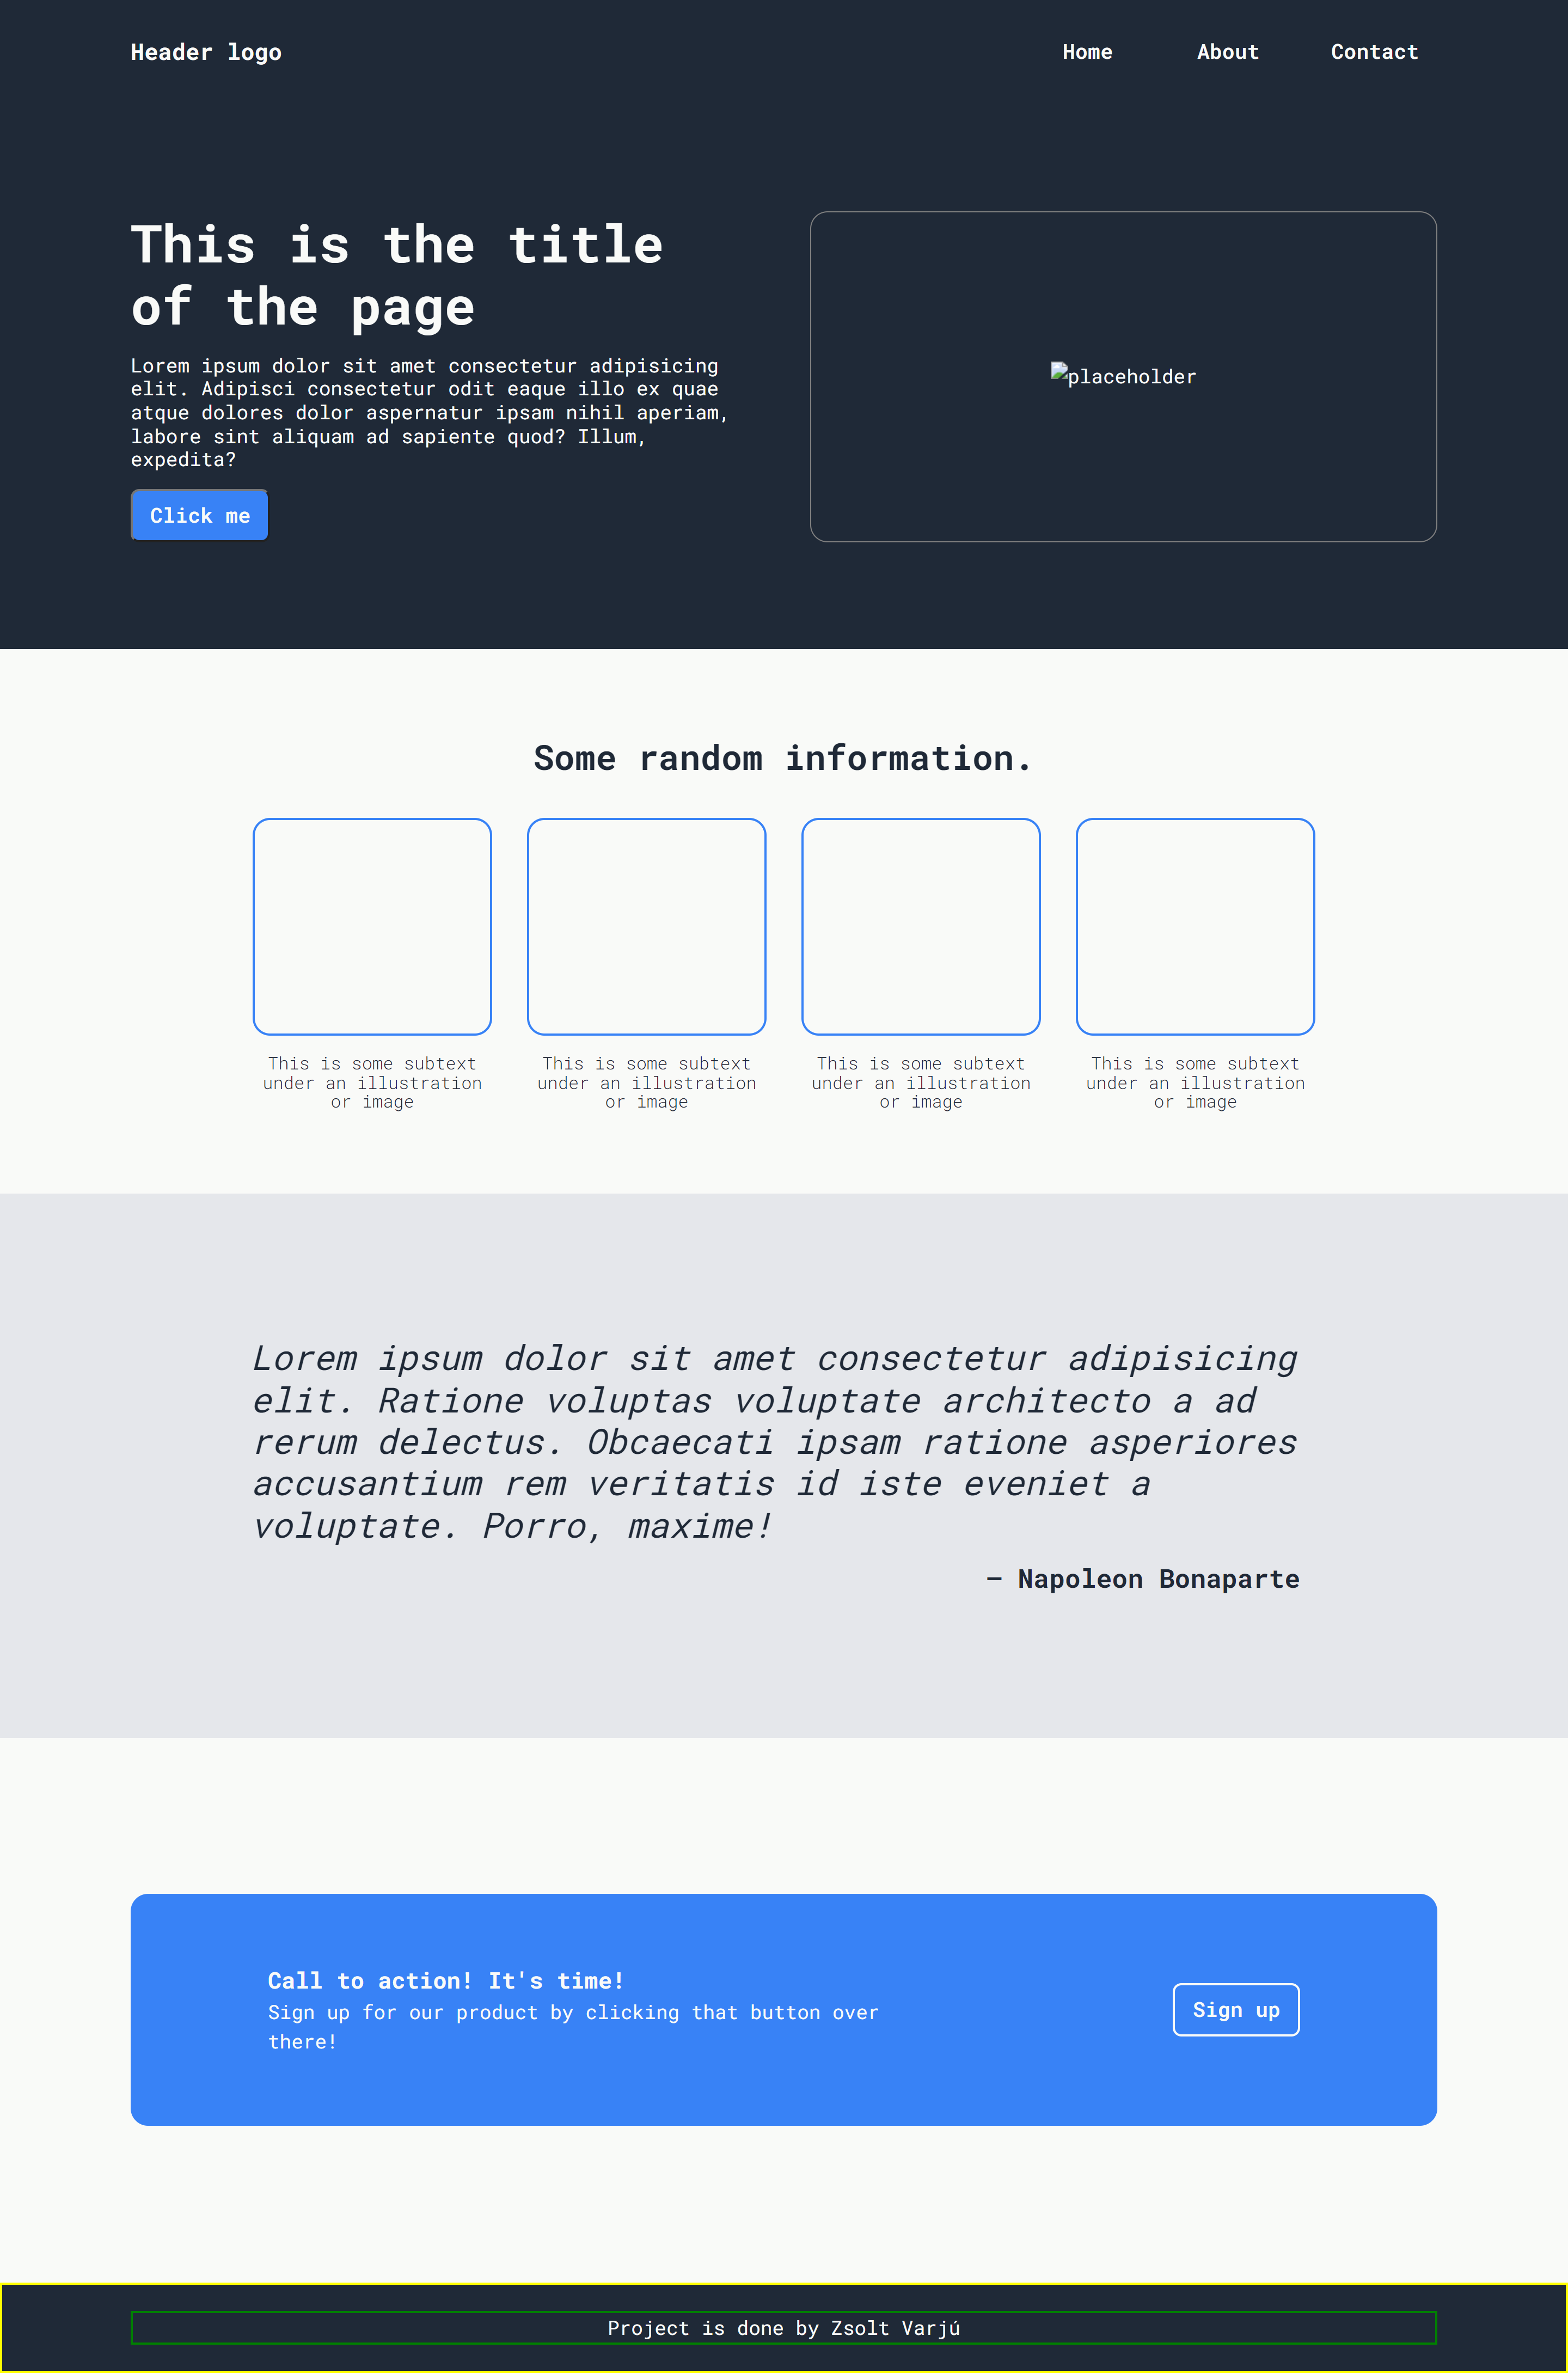 Header logo
Home
About
Contact
This is the title
of the page
Lorem ipsum dolor sit amet consectetur adipisicing
elit. Adipisci consectetur odit eaque illo ex quae
atque dolores dolor aspernatur ipsam nihil aperiam,
labore sint aliquam ad sapiente quod? Illum,
expedita?
Click me
placeholder
Some random information.
This is some subtext
under an illustration
or image
This is some subtext
under an illustration
or image
This is some subtext
under an illustration
or image
This is some subtext
under an illustration
or image
Lorem ipsum dolor sit amet consectetur adipisicing
elit. Ratione voluptas voluptate architecto a ad
rerum delectus. Obcaecati ipsam ratione asperiores
accusantium rem veritatis id iste eveniet a
voluptate. Porro, maxime!
— Napoleon Bonaparte
Call to action! It's time!
Sign up for our product by clicking that button over
there!
Sign up
Project is done by Zsolt Varjú